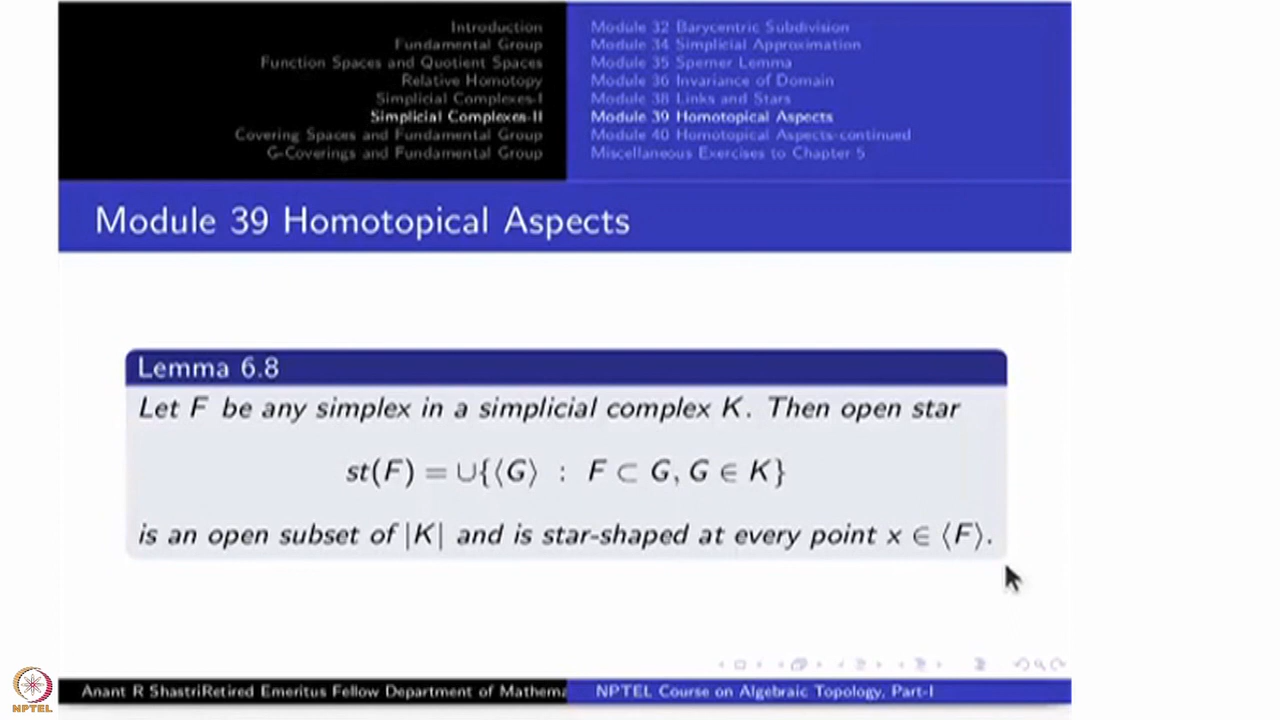 Introduction
Fundamental Group
Function Spaces and Quotient Spaces
Relative Homotopy
Simplicial Complexes-I
Simplicial Complexes-II
Covering Spaces and Fundamental Group
G-Coverings and Fundamental Group
Module 32 Barycentric Subdivision
Module 34 Simplicial Approximation
Module 35 Sperner Lemma
Module 36 Invariance of Domain
Module 38 Links and Stars
Module 39 Homotopical Aspects
Module 40 Homotopical Aspects-continued
Miscellaneous Exercises to Chapter 5
Module 39 Homotopical Aspects
Lemma 6.8
Let F be any simplex in a simplicial complex K. Then open star
st(F) = ∪{⟨G⟩ : F ⊂ G, G ∈ K}
is an open subset of |K| and is star-shaped at every point x ∈ ⟨F⟩.
NPTEL
Anant R ShastriRetired Emeritus Fellow Department of Mathema
NPTEL Course on Algebraic Topology, Part-I